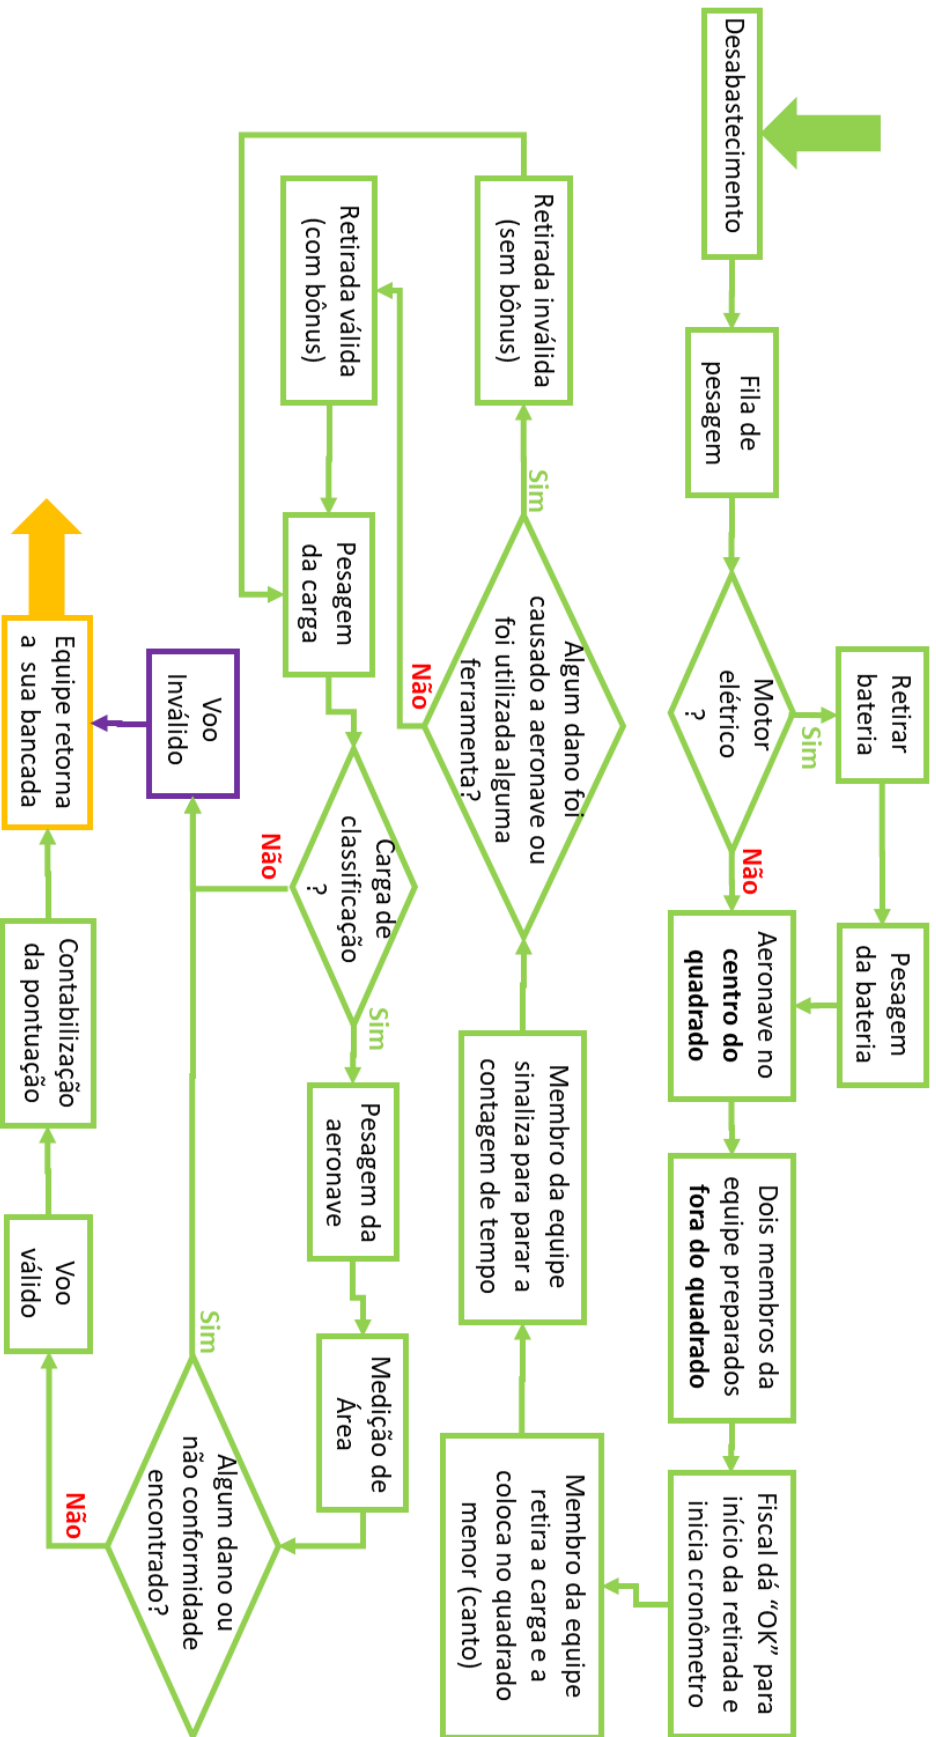 Desabastecimento
Fila de
pesagem
Motor
elétrico
?
Sim
Não
Retirar
bateria
Pesagem
da bateria
Aeronave no
centro do
quadrado
Dois membros da
equipe preparados
fora do quadrado
Fiscal dá “OK” para
início da retirada e
inicia cronômetro
Membro da equipe
retira a carga e a
coloca no quadrado
menor (canto)
Membro da equipe
sinaliza para parar a
contagem de tempo
Algum dano foi
causado a aeronave ou
foi utilizada alguma
ferramenta?
Sim
Não
Retirada inválida
(sem bônus)
Retirada válida
(com bônus)
Pesagem
da carga
Carga de
classificação
?
Sim
Não
Pesagem da
aeronave
Medição de
Área
Algum dano ou
não conformidade
encontrado?
Sim
Não
Voo
Inválido
Voo
válido
Contabilização
da pontuação
Equipe retorna
a sua bancada